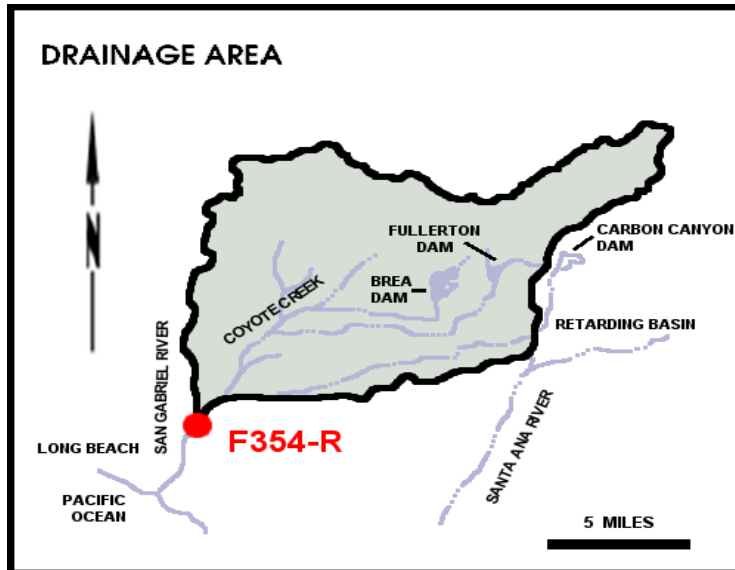 DRAINAGE AREA
N
FULLERTON
DAM
CARBON CANYON
DAM
BREA
DAM
COYOTE CREEK
RETARDING BASIN
SAN GABRIEL RIVER
SANTA ANA RIVER
F354-R
LONG BEACH
PACIFIC
OCEAN
5 MILES